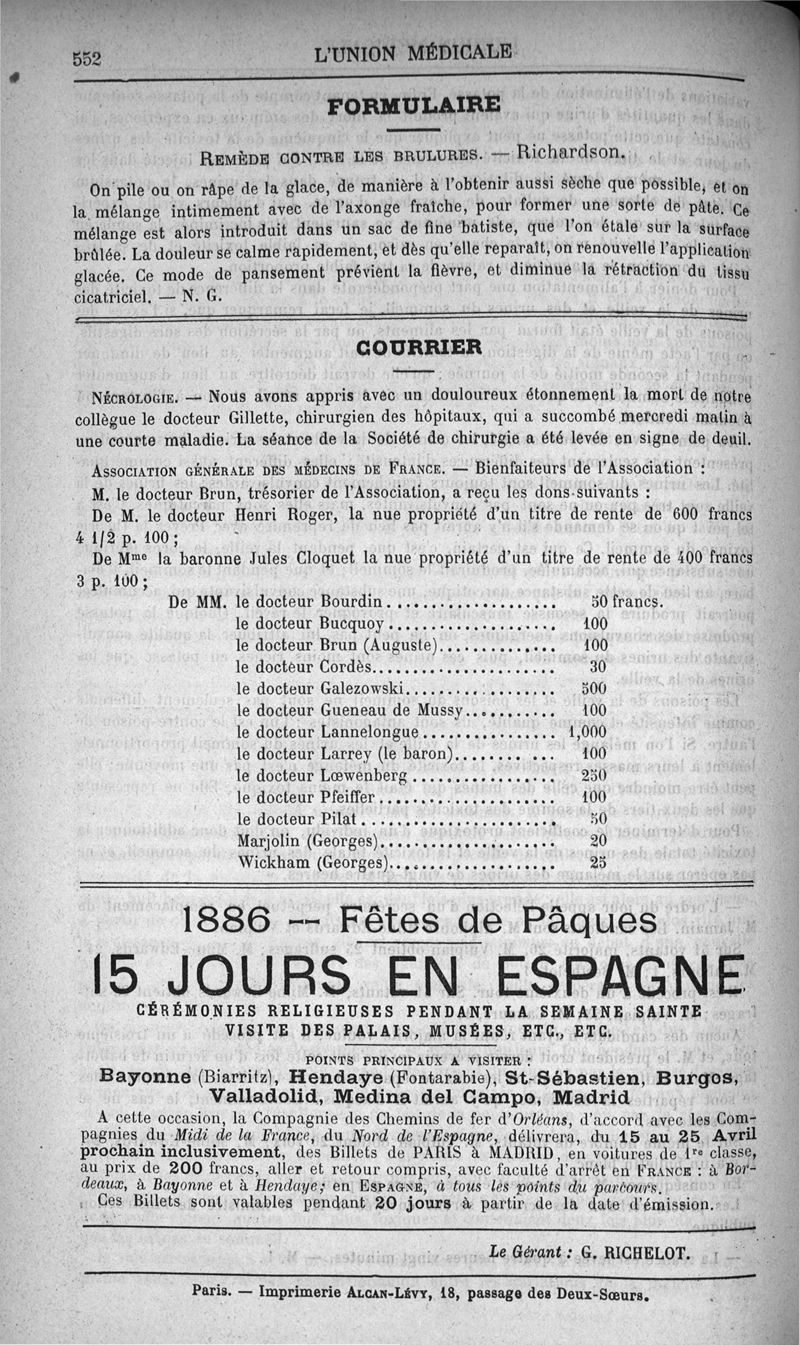 552
L'UNION MÉDICALE
FORMULAIRE
REMÈDE CONTRE LES BRULURES. — Richardson.
On pile ou on râpe de la glace, de manière à l'obtenir aussi sèche que possible, et on
la mélange intimement avec de l'axonge fraîche, pour former une sorte de pâte. Ce
mélange est alors introduit dans un sac de fine batiste, que l'on étale sur la surface
brûlée. La douleur se calme rapidement, et dès qu'elle reparaît, on renouvelle l'application
glacée. Ce mode de pansement prévient la fièvre, et diminue la rétraction du tissu
cicatriciel. — N. G.
COURRIER
NÉCROLOGIE. — Nous avons appris avec un douloureux étonnement la mort de notre
collègue le docteur Gillette, chirurgien des hôpitaux, qui a succombé mercredi matin à
une courte maladie. La séance de la Société de chirurgie a été levée en signe de deuil.
ASSOCIATION GÉNÉRALE DES MÉDECINS DE FRANCE. — Bienfaiteurs de l'Association :
M. le docteur Brun, trésorier de l'Association, a reçu les dons suivants :
De M. le docteur Henri Roger, la nue propriété d'un titre de rente de 600 francs
4 1/2 p. 100 ;
De Mme la baronne Jules Cloquet la nue propriété d'un titre de rente de 400 francs
3 p. 100 ;
De MM. le docteur Bourdin . . . . . . . . . . . . . . . . . . . . 50 francs.
le docteur Bucquoy . . . . . . . . . . . . . . . . . . . . 100
le docteur Brun (Auguste) . . . . . . . . . . . . . . 100
le docteur Cordès . . . . . . . . . . . . . . . . . . . . . 30
le docteur Galezowski . . . . . . . . . . . . . . . . . 500
le docteur Gueneau de Mussy . . . . . . . . . . . 100
le docteur Lannelongue . . . . . . . . . . . . . . . . 1,000
le docteur Larrey (le baron) . . . . . . . . . . . . 100
le docteur Lœwenberg . . . . . . . . . . . . . . . . . 250
le docteur Pfeiffer . . . . . . . . . . . . . . . . . . . . 100
le docteur Pilat . . . . . . . . . . . . . . . . . . . . . . 50
Marjolin (Georges) . . . . . . . . . . . . . . . . . . . . 20
Wickham (Georges) . . . . . . . . . . . . . . . . . . . 25
1886 — Fêtes de Pâques
15 JOURS EN ESPAGNE
CÉRÉMONIES RELIGIEUSES PENDANT LA SEMAINE SAINTE
VISITE DES PALAIS, MUSÉES, ETC., ETC.
POINTS PRINCIPAUX A VISITER :
Bayonne (Biarritz), Hendaye (Fontarabie), St-Sébastien, Burgos,
Valladolid, Medina del Campo, Madrid
A cette occasion, la Compagnie des Chemins de fer d'Orléans, d'accord avec les Com-
pagnies du Midi de la France, du Nord de l'Espagne, délivrera, du 15 au 25 Avril
prochain inclusivement, des Billets de PARIS à MADRID, en voitures de 1re classe,
au prix de 200 francs, aller et retour compris, avec faculté d'arrêt en FRANCE : à Bor-
deaux, à Bayonne et à Hendaye; en ESPAGNE, à tous les points du parcours.
Ces Billets sont valables pendant 20 jours à partir de la date d'émission.
Le Gérant : G. RICHELOT.
Paris. — Imprimerie ALCAN-LÉVY, 18, passage des Deux-Sœurs.